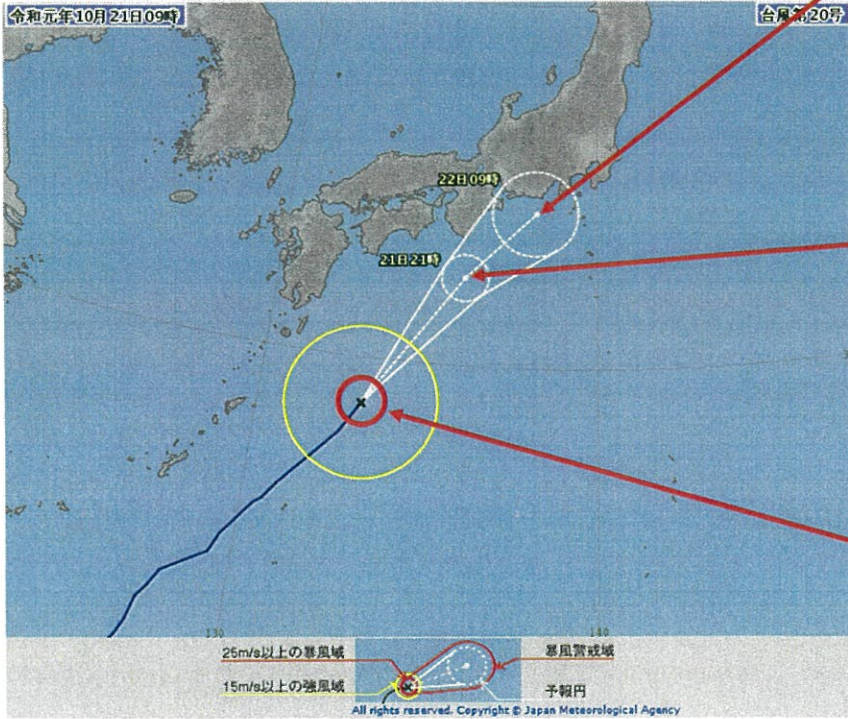 令和元年10月21日09時
台風第20号
22日09時
21日21時
130
140
25m/s以上の暴風域
暴風警戒域
15m/s以上の強風域
予報円
All rights reserved. Copyright © Japan Meteorological Agency